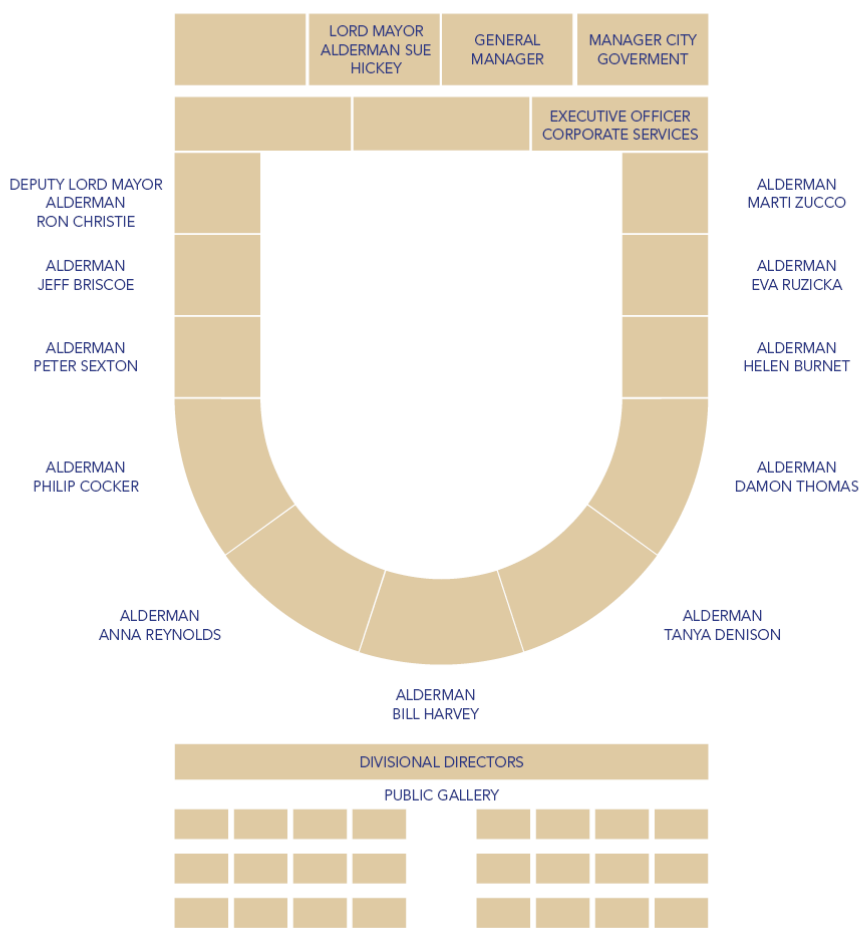 LORD MAYOR
ALDERMAN SUE
HICKEY
GENERAL
MANAGER
MANAGER CITY
GOVERMENT
EXECUTIVE OFFICER
CORPORATE SERVICES
DEPUTY LORD MAYOR
ALDERMAN
RON CHRISTIE
ALDERMAN
MARTI ZUCCO
ALDERMAN
JEFF BRISCOE
ALDERMAN
EVA RUZICKA
ALDERMAN
PETER SEXTON
ALDERMAN
HELEN BURNET
ALDERMAN
PHILIP COCKER
ALDERMAN
DAMON THOMAS
ALDERMAN
ANNA REYNOLDS
ALDERMAN
TANYA DENISON
ALDERMAN
BILL HARVEY
DIVISIONAL DIRECTORS
PUBLIC GALLERY